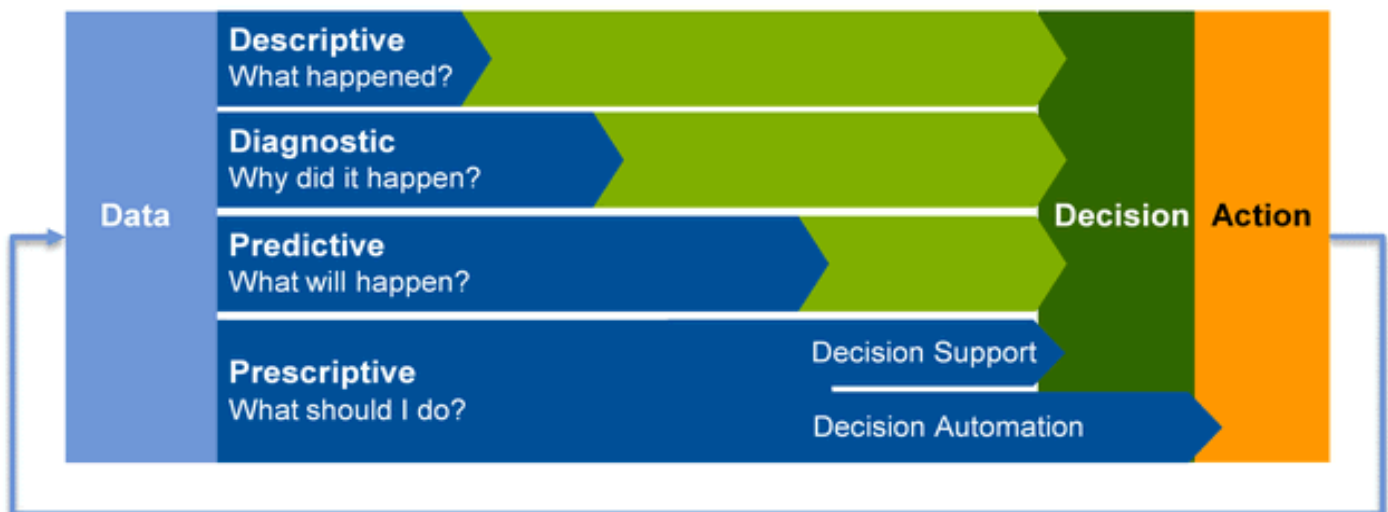 Descriptive
What happened?
Diagnostic
Why did it happen?
Data
Decision
Action
Predictive
What will happen?
Prescriptive
What should I do?
Decision Support
Decision Automation